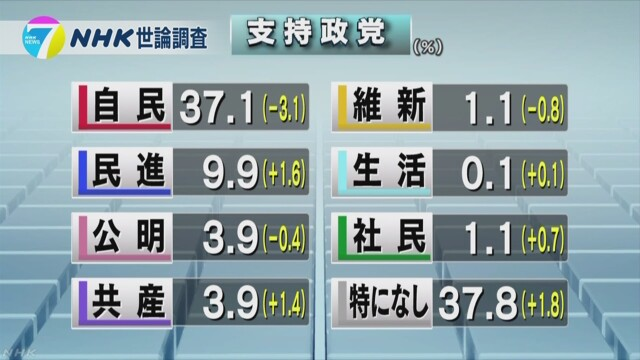 7
NHK NEWS
NHK世論調査
支持政党
(%)
自民 37.1(-3.1)
民進 9.9(+1.6)
公明 3.9(-0.4)
共産 3.9(+1.4)
維新 1.1(-0.8)
生活 0.1(+0.1)
社民 1.1(+0.7)
特になし 37.8(+1.8)